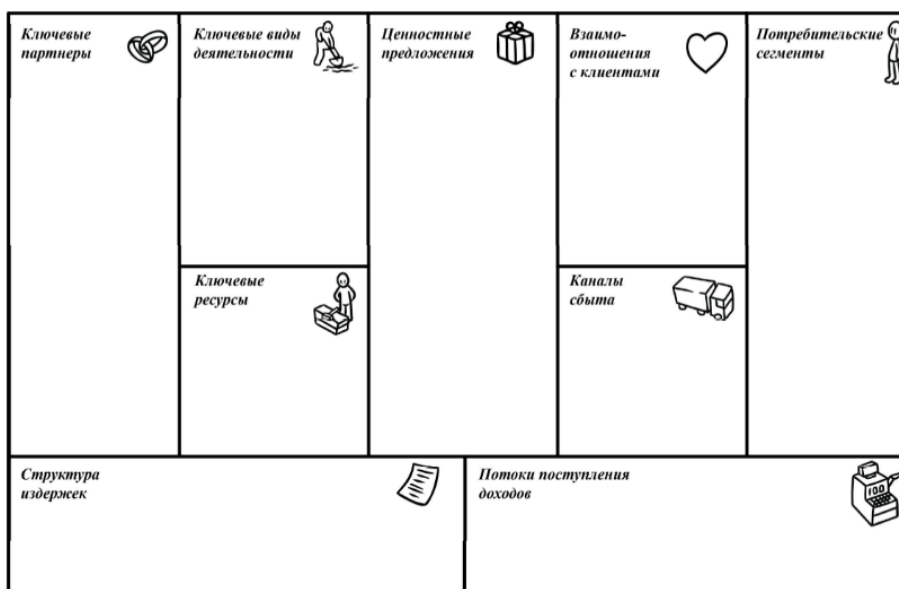 Ключевые
партнеры
Ключевые виды
деятельности
Ценностные
предложения
Взаимо-
отношения
с клиентами
Потребительские
сегменты
Ключевые
ресурсы
Каналы
сбыта
Структура
издержек
Потоки поступления
доходов
100